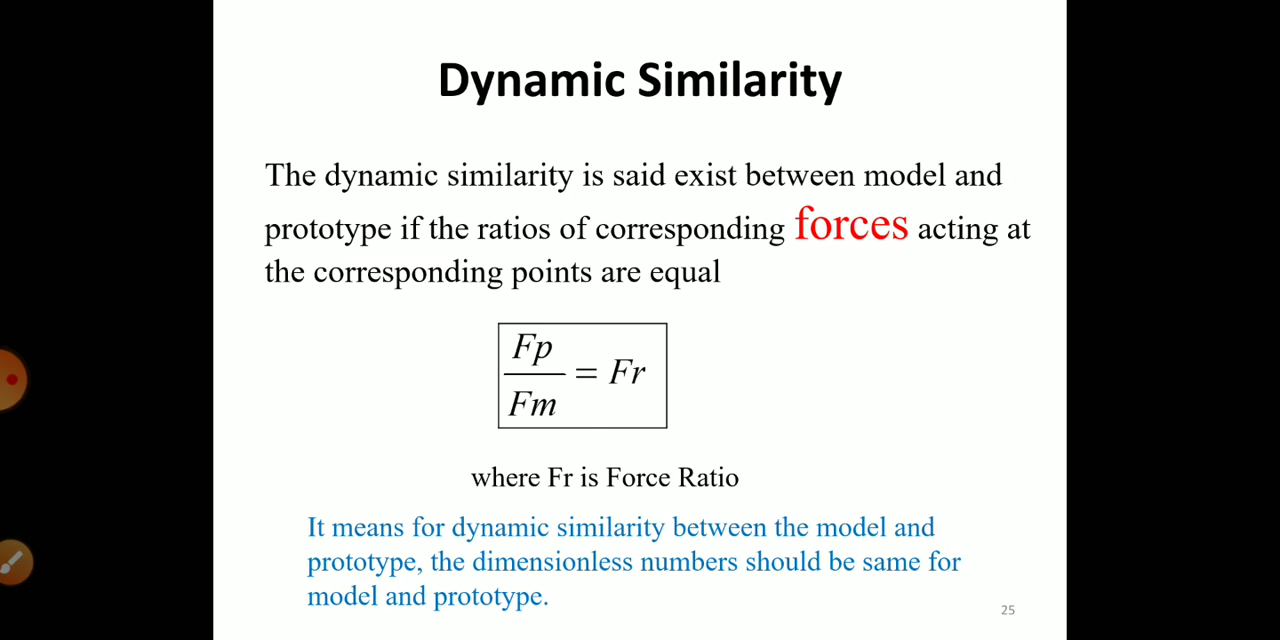 Dynamic Similarity
The dynamic similarity is said exist between model and
prototype if the ratios of corresponding forces acting at
the corresponding points are equal
Fp
Fm
= Fr
where Fr is Force Ratio
It means for dynamic similarity between the model and
prototype, the dimensionless numbers should be same for
model and prototype.
25